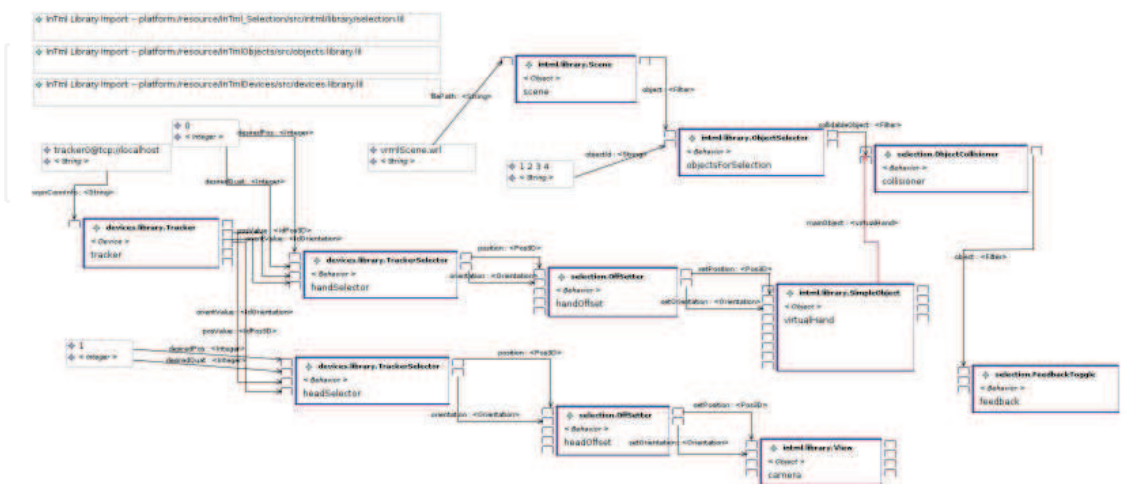 InTml Library Import -- platform:/resource/InTml_Selection/src/intml/library/selection.lil
InTml Library Import -- platform:/resource/InTmlObjects/src/objects.library.lil
InTml Library Import -- platform:/resource/InTmlDevices/src/devices.library.lil
intml.library.Scene
< Object >
scene
filePath : <String>
object : <Filter>
0
< Integer >
desiredPos : <Integer>
tracker0@tcp://localhost
< String >
vrmlScene.wrl
< String >
1 2 3 4
< String >
objectId : <String>
intml.library.ObjectSelector
< Behavior >
objectsForSelection
collidableObject : <Filter>
selection.ObjectCollisioner
< Behavior >
collisioner
desiredQuat : <Integer>
vrpnConnInfo : <String>
devices.library.Tracker
< Device >
tracker
posValue : <IdPos3D>
orientValue : <IdOrientation>
mainObject : <virtualHand>
devices.library.TrackerSelector
< Behavior >
handSelector
position : <Pos3D>
orientation : <Orientation>
selection.OffSetter
< Behavior >
handOffset
setPosition : <Pos3D>
setOrientation : <Orientation>
intml.library.SimpleObject
< Object >
virtualHand
object : <Filter>
orientValue : <IdOrientation>
posValue : <IdPos3D>
1
< Integer >
desiredPos : <Integer>
desiredQuat : <Integer>
devices.library.TrackerSelector
< Behavior >
headSelector
position : <Pos3D>
orientation : <Orientation>
selection.FeedbackToggle
< Behavior >
feedback
selection.OffSetter
< Behavior >
headOffset
setPosition : <Pos3D>
setOrientation : <Orientation>
intml.library.View
< Object >
camera